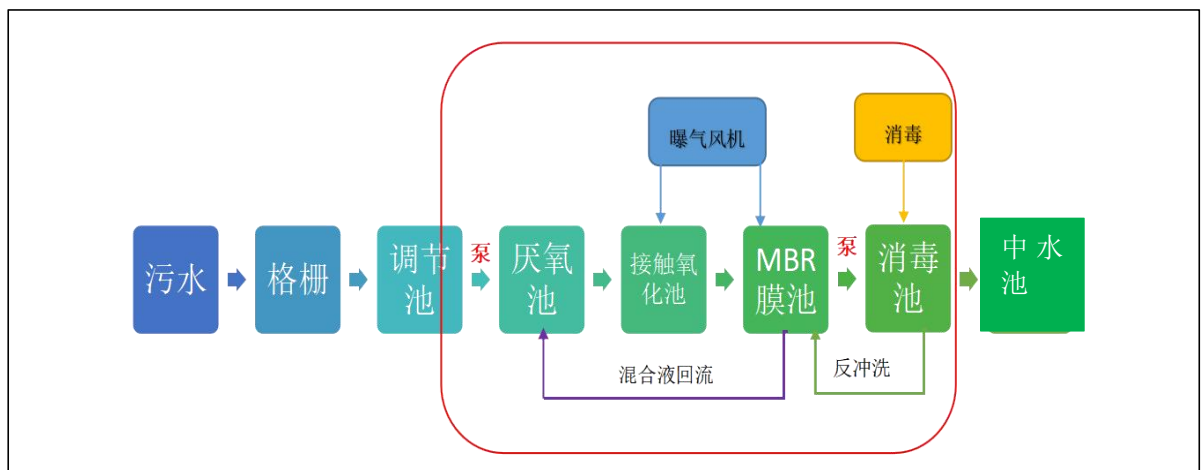 曝气风机
消毒
污水
格栅
调节
池
泵
厌氧
池
接触氧
化池
MBR
膜池
泵
消毒
池
中水
池
混合液回流
反冲洗